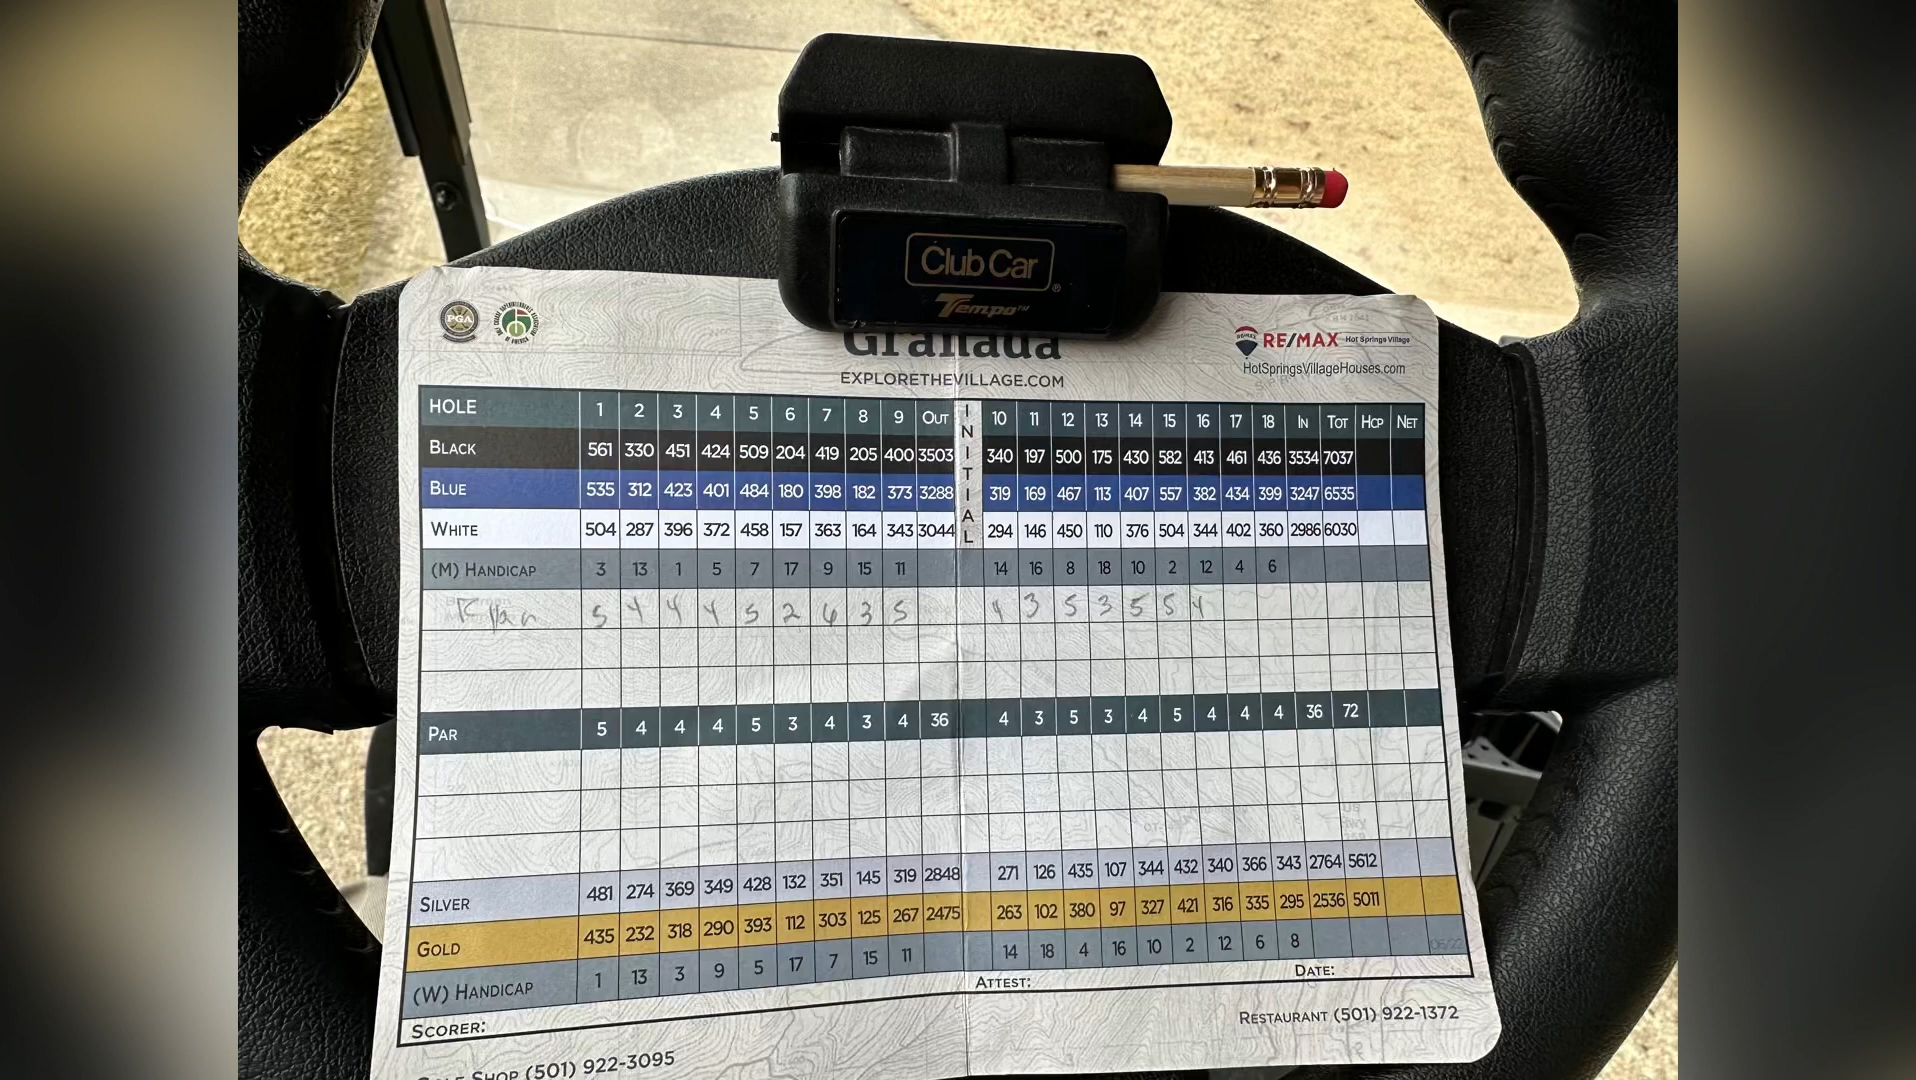 Club Car®
Tempo™
PGA
Granada
EXPLORETHEVILLAGE.COM
RE/MAX Hot Springs Village
HotSpringsVillageHouses.com
HOLE 1 2 3 4 5 6 7 8 9 OUT INITIAL 10 11 12 13 14 15 16 17 18 IN TOT HCP NET
BLACK 561 330 451 424 509 204 419 205 400 3503 340 197 500 175 430 582 413 461 436 3534 7037
BLUE 535 312 423 401 484 180 398 182 373 3288 319 169 467 113 407 557 382 434 399 3247 6535
WHITE 504 287 396 372 458 157 363 164 343 3044 294 146 450 110 376 504 344 402 360 2986 6030
(M) HANDICAP 3 13 1 5 7 17 9 15 11 14 16 8 18 10 2 12 4 6
Ryan 5 4 4 4 5 2 6 3 5 4 3 5 3 5 5 4
PAR 5 4 4 4 5 3 4 3 4 36 4 3 5 3 4 5 4 4 4 36 72
SILVER 481 274 369 349 428 132 351 145 319 2848 271 126 435 107 344 432 340 366 343 2764 5612
GOLD 435 232 318 290 393 112 303 125 267 2475 263 102 380 97 327 421 316 335 295 2536 5011
(W) HANDICAP 1 13 3 9 5 17 7 15 11 14 18 4 16 10 2 12 6 8
SCORER: ATTEST: DATE:
GOLF SHOP (501) 922-3095 RESTAURANT (501) 922-1372